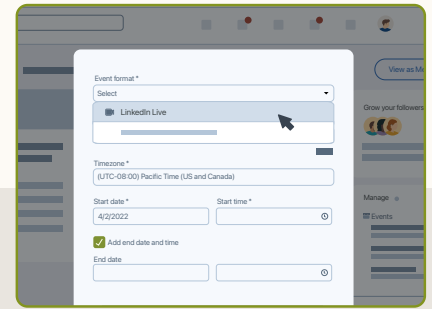 View as Me
Event format *
Select
LinkedIn Live
Grow your followers
Timezone *
(UTC-08:00) Pacific Time (US and Canada)
Start date *
Start time *
4/2/2022
Manage
Events
Add end date and time
End date